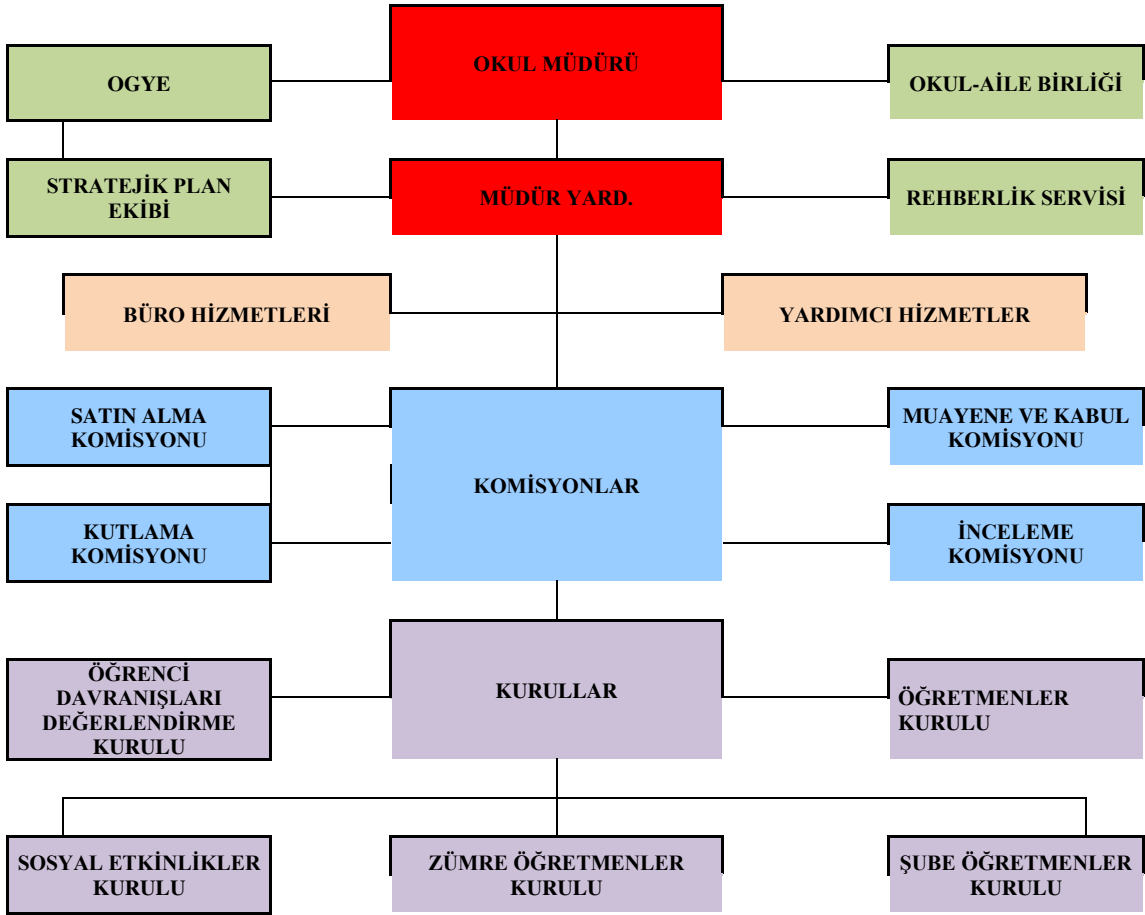 OKUL MÜDÜRÜ
OGYE
OKUL-AİLE BİRLİĞİ
STRATEJİK PLAN
EKİBİ
MÜDÜR YARD.
REHBERLİK SERVİSİ
BÜRO HİZMETLERİ
YARDIMCI HİZMETLER
SATIN ALMA
KOMİSYONU
MUAYENE VE KABUL
KOMİSYONU
KOMİSYONLAR
KUTLAMA
KOMİSYONU
İNCELEME
KOMİSYONU
ÖĞRENCİ
DAVRANIŞLARI
DEĞERLENDİRME
KURULU
KURULLAR
ÖĞRETMENLER
KURULU
SOSYAL ETKİNLİKLER
KURULU
ZÜMRE ÖĞRETMENLER
KURULU
ŞUBE ÖĞRETMENLER
KURULU